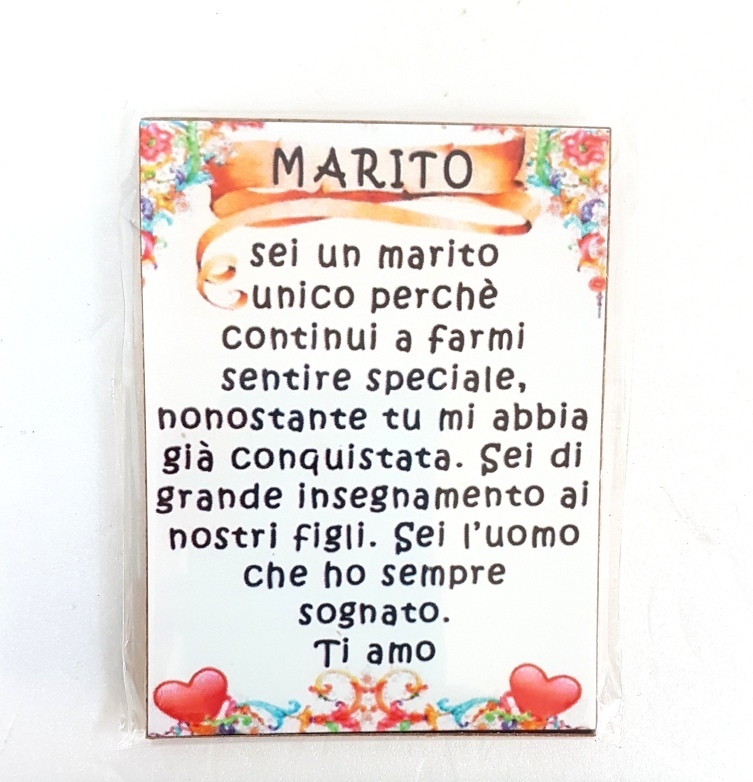 MARITO
sei un marito
unico perchè
continui a farmi
sentire speciale,
nonostante tu mi abbia
già conquistata. Sei di
grande insegnamento ai
nostri figli. Sei l'uomo
che ho sempre
sognato.
Ti amo